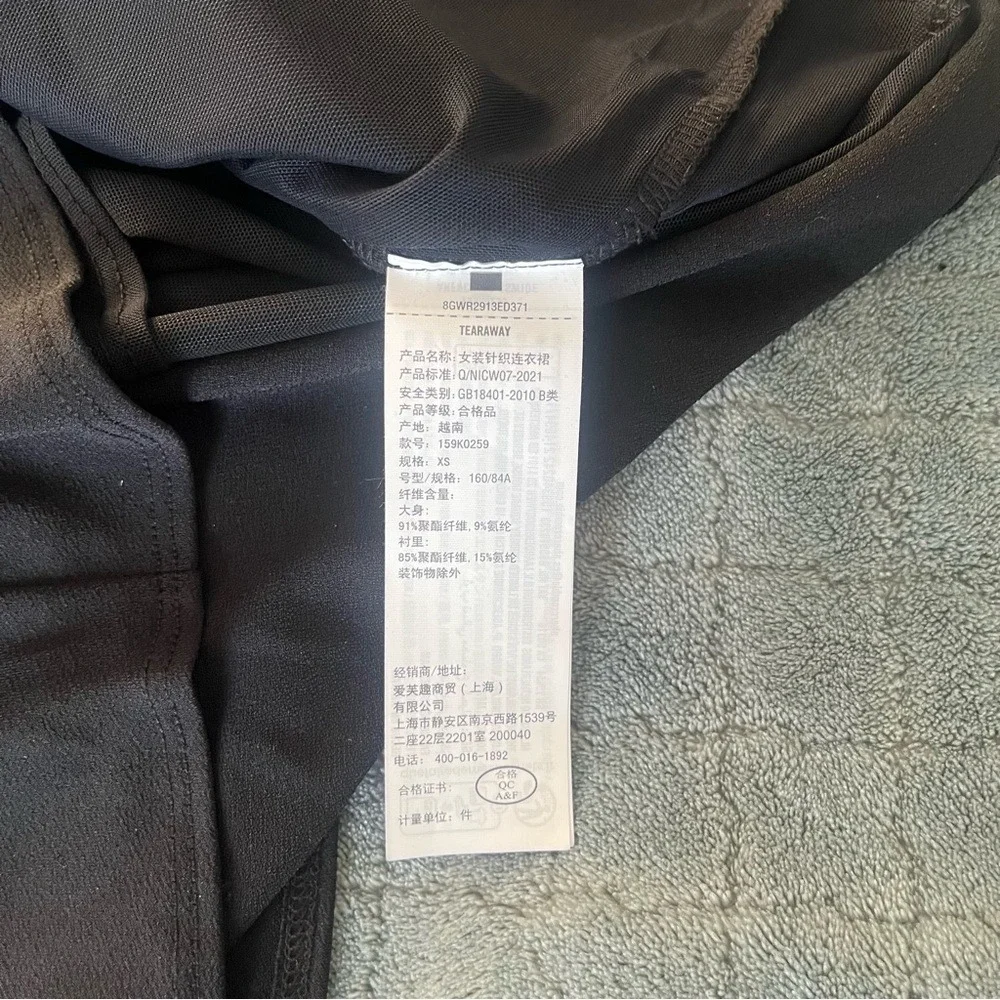 8GWR2913ED371
TEARAWAY
产品名称: 女装针织连衣裙
产品标准: Q/NICW07-2021
安全类别: GB18401-2010 B类
产品等级: 合格品
产地: 越南
款号: 159K0259
规格: XS
号型/规格: 160/84A
纤维含量:
大身:
91%聚酯纤维, 9%氨纶
衬里:
85%聚酯纤维, 15%氨纶
装饰物除外
经销商/地址:
爱芙趣商贸 ( 上海 )
有限公司
上海市静安区南京西路1539号
二座22层2201室 200040
电话: 400-016-1892
合格证书:
合格
QC
A&F
计量单位: 件